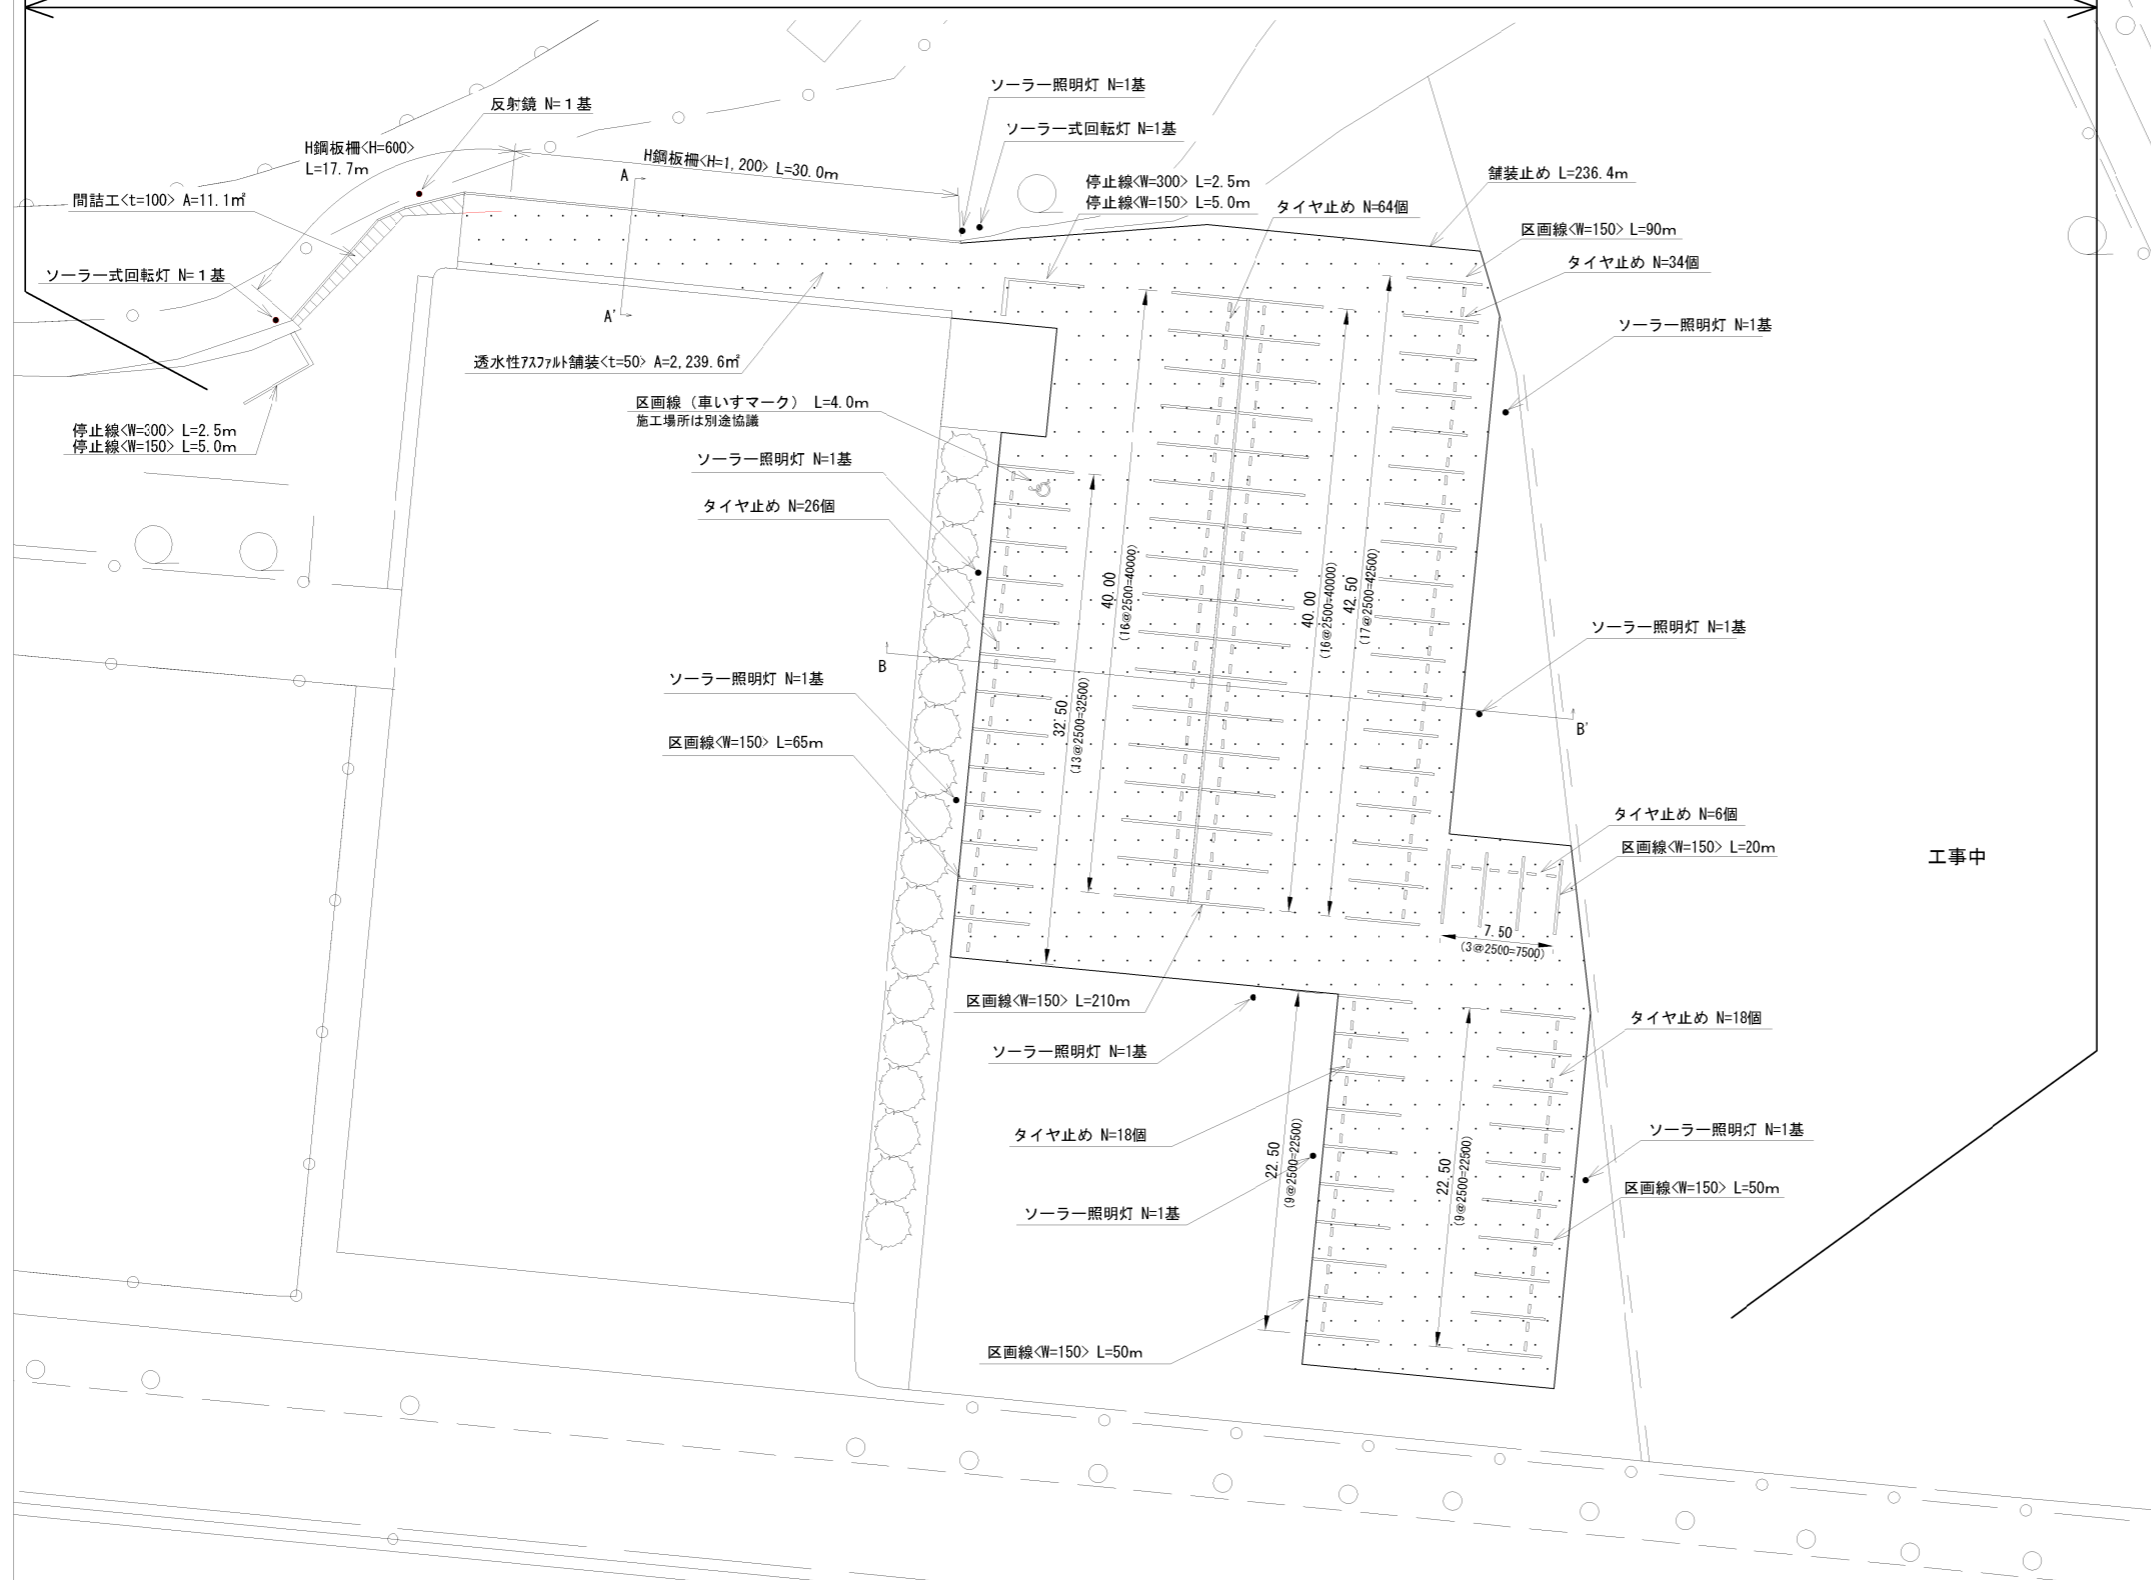 ソーラー照明灯 N=1基
反射鏡 N=１基
ソーラー式回転灯 N=1基
H鋼板柵<H=600>
L=17.7m
H鋼板柵<H=1,200> L=30.0m
A
舗装止め L=236.4m
停止線<W=300> L=2.5m
停止線<W=150> L=5.0m
間詰工<t=100> A=11.1㎡
タイヤ止め N=64個
区画線<W=150> L=90m
タイヤ止め N=34個
ソーラー式回転灯 N=１基
A'
ソーラー照明灯 N=1基
透水性ｱｽﾌｧﾙﾄ舗装<t=50> A=2,239.6㎡
区画線（車いすマーク） L=4.0m
施工場所は別途協議
停止線<W=300> L=2.5m
停止線<W=150> L=5.0m
ソーラー照明灯 N=1基
タイヤ止め N=26個
40.00
(16@2500=40000)
40.00
(16@2500=40000)
42.50
(17@2500=42500)
ソーラー照明灯 N=1基
B
ソーラー照明灯 N=1基
32.50
(13@2500=32500)
B'
区画線<W=150> L=65m
タイヤ止め N=6個
区画線<W=150> L=20m
工事中
7.50
(3@2500=7500)
区画線<W=150> L=210m
タイヤ止め N=18個
ソーラー照明灯 N=1基
タイヤ止め N=18個
ソーラー照明灯 N=1基
22.50
(9@2500=22500)
22.50
(9@2500=22500)
区画線<W=150> L=50m
ソーラー照明灯 N=1基
区画線<W=150> L=50m